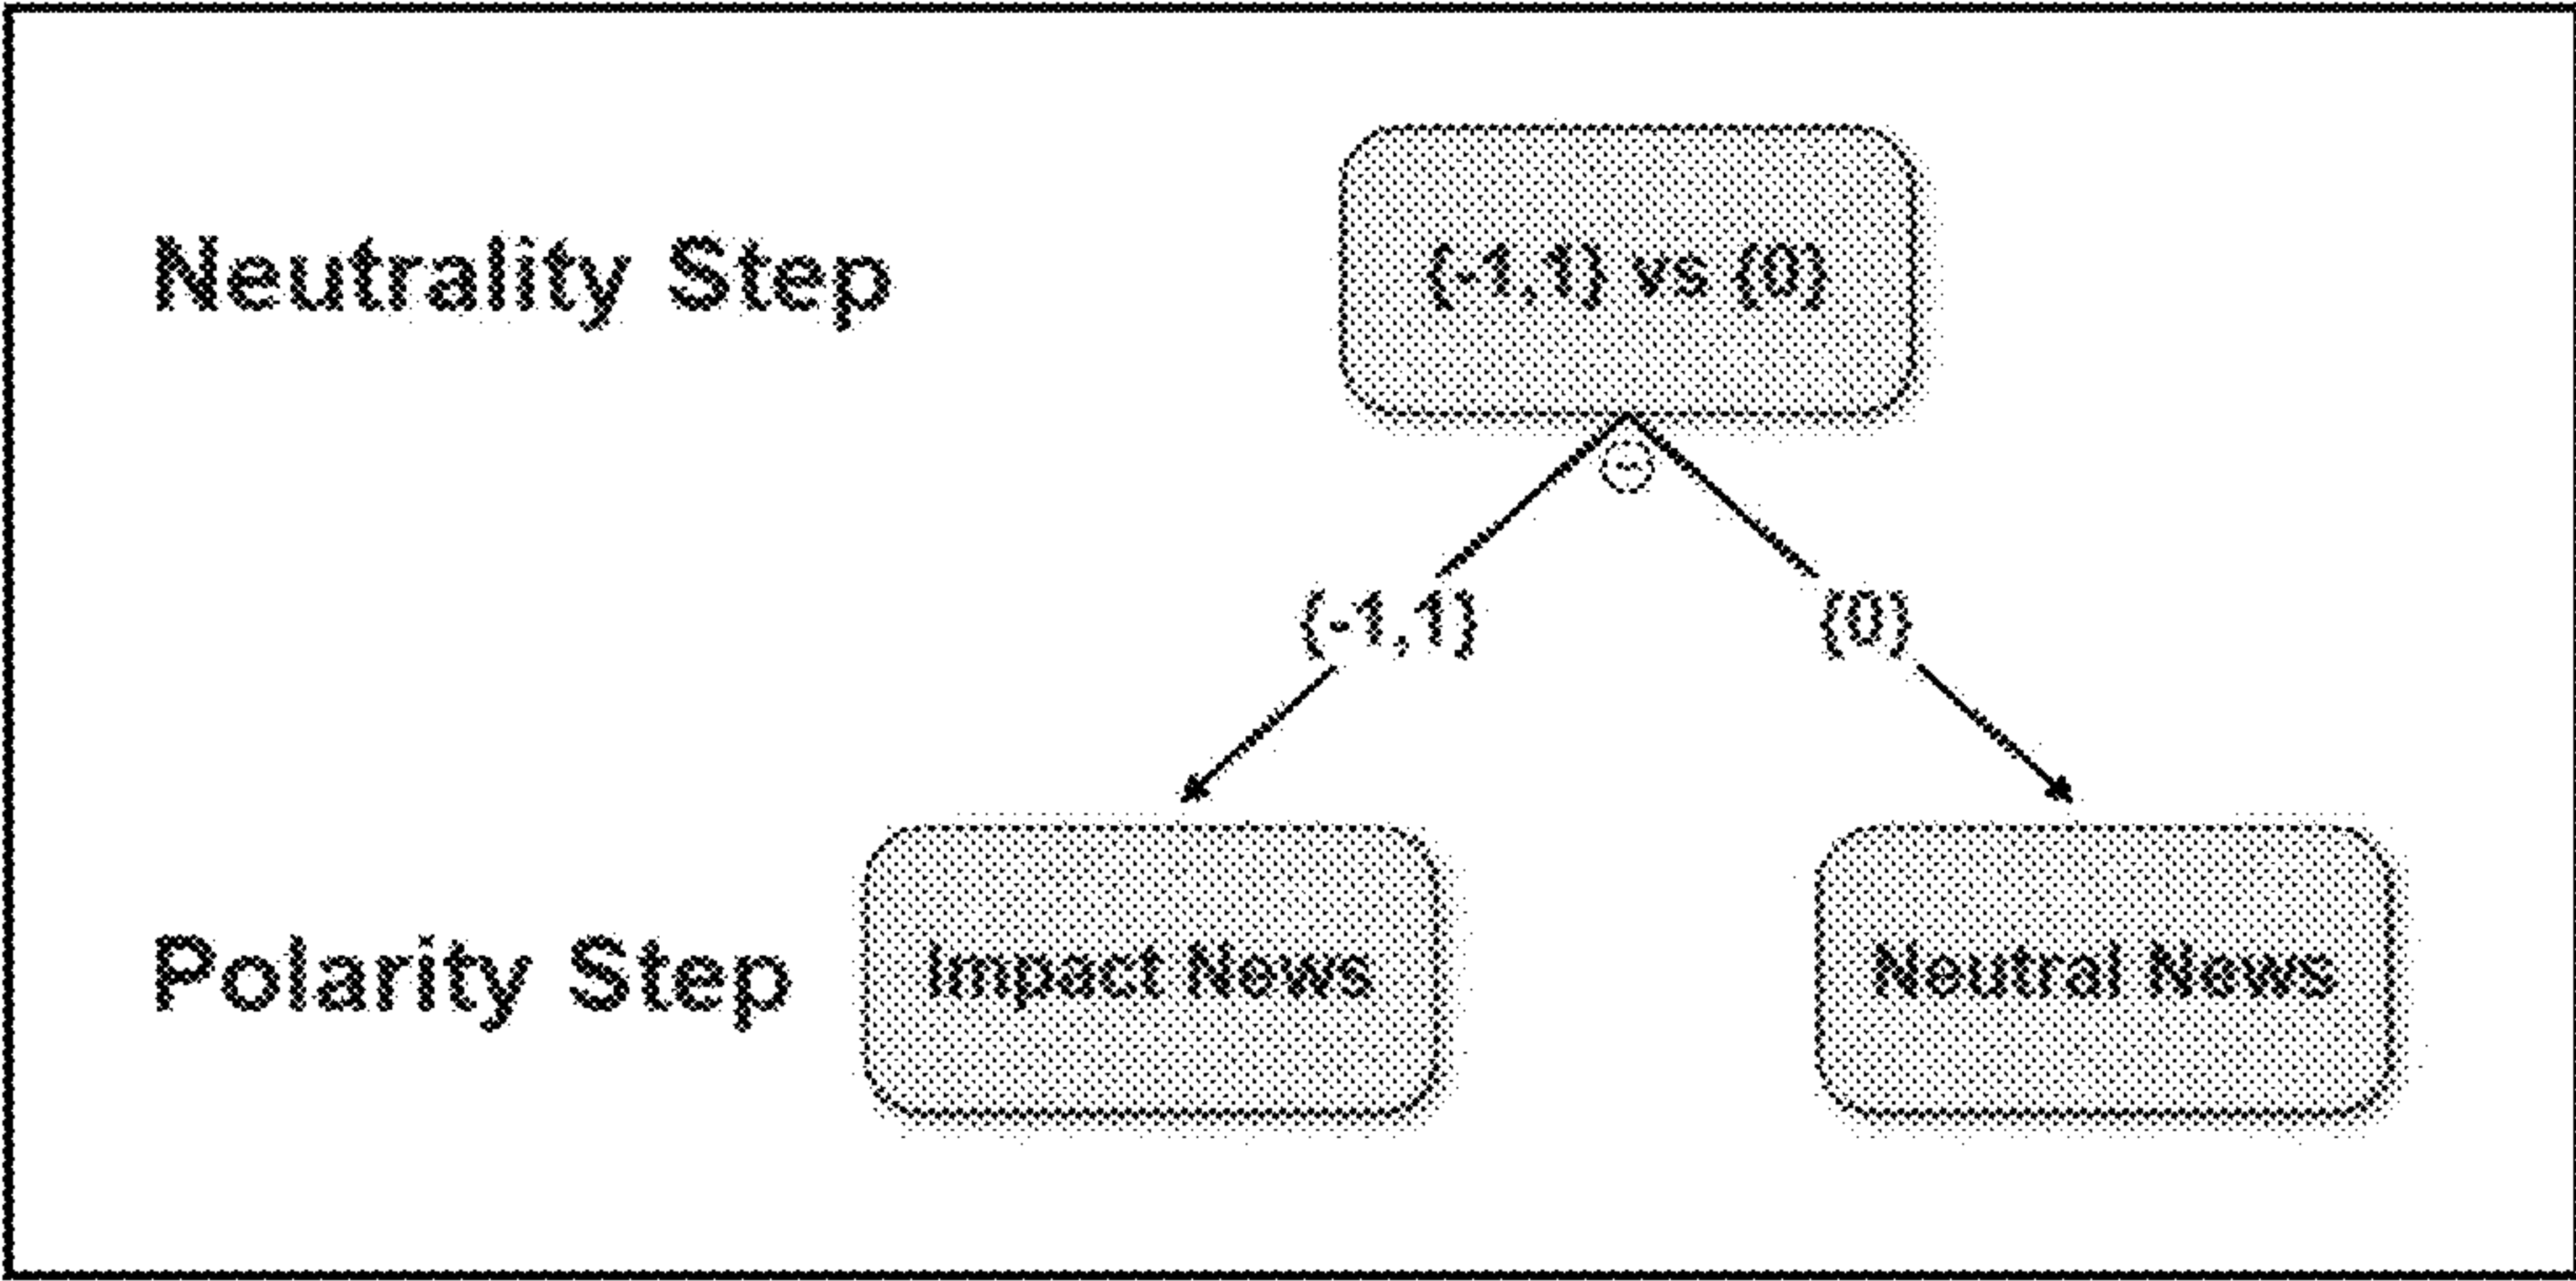 Neutrality Step
{-1,1} vs {0}
{-1,1}
{0}
Polarity Step
Impact News
Neutral News